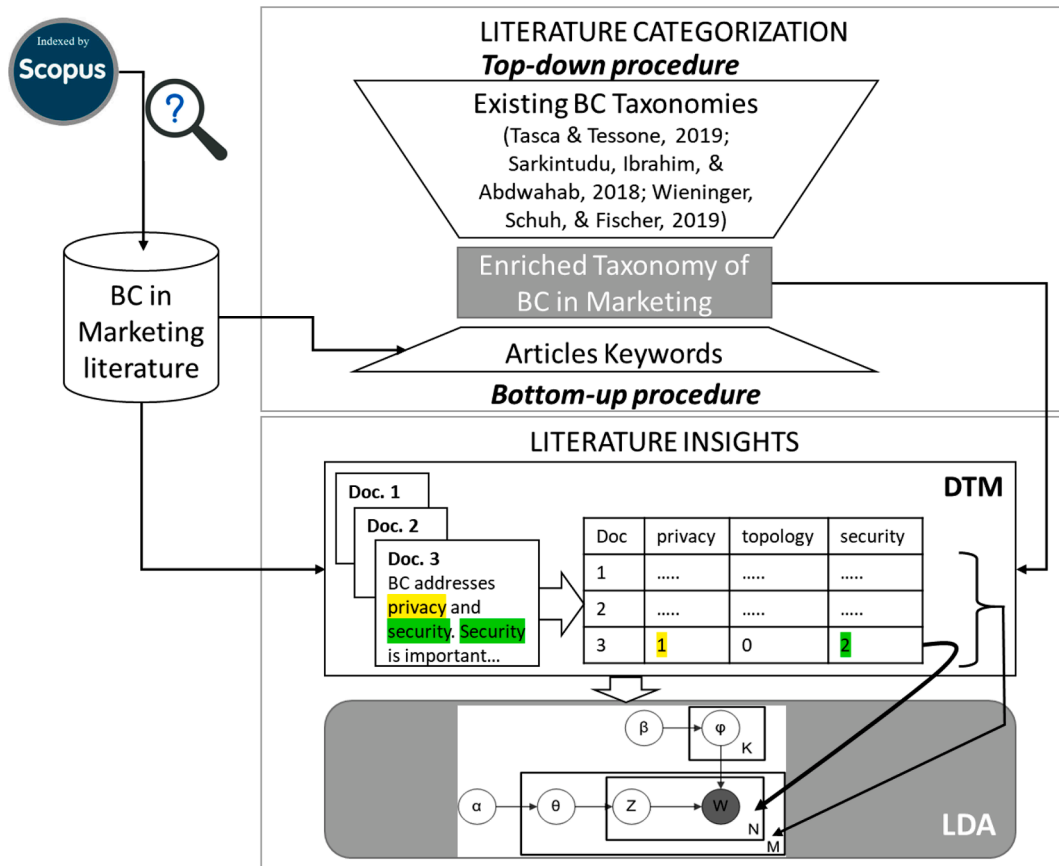 Indexed by
Scopus
?
LITERATURE CATEGORIZATION
Top-down procedure
Existing BC Taxonomies
(Tasca & Tessone, 2019;
Sarkintudu, Ibrahim, &
Abdwahab, 2018; Wieninger,
Schuh, & Fischer, 2019)
Enriched Taxonomy of
BC in Marketing
BC in
Marketing
literature
Articles Keywords
Bottom-up procedure
LITERATURE INSIGHTS
DTM
Doc. 1
Doc. 2
Doc. 3
BC addresses
privacy and
security. Security
is important...
Doc privacy topology security
1 ..... ..... .....
2 ..... ..... .....
3 1 0 2
β φ
K
α θ Z W
N
M
LDA